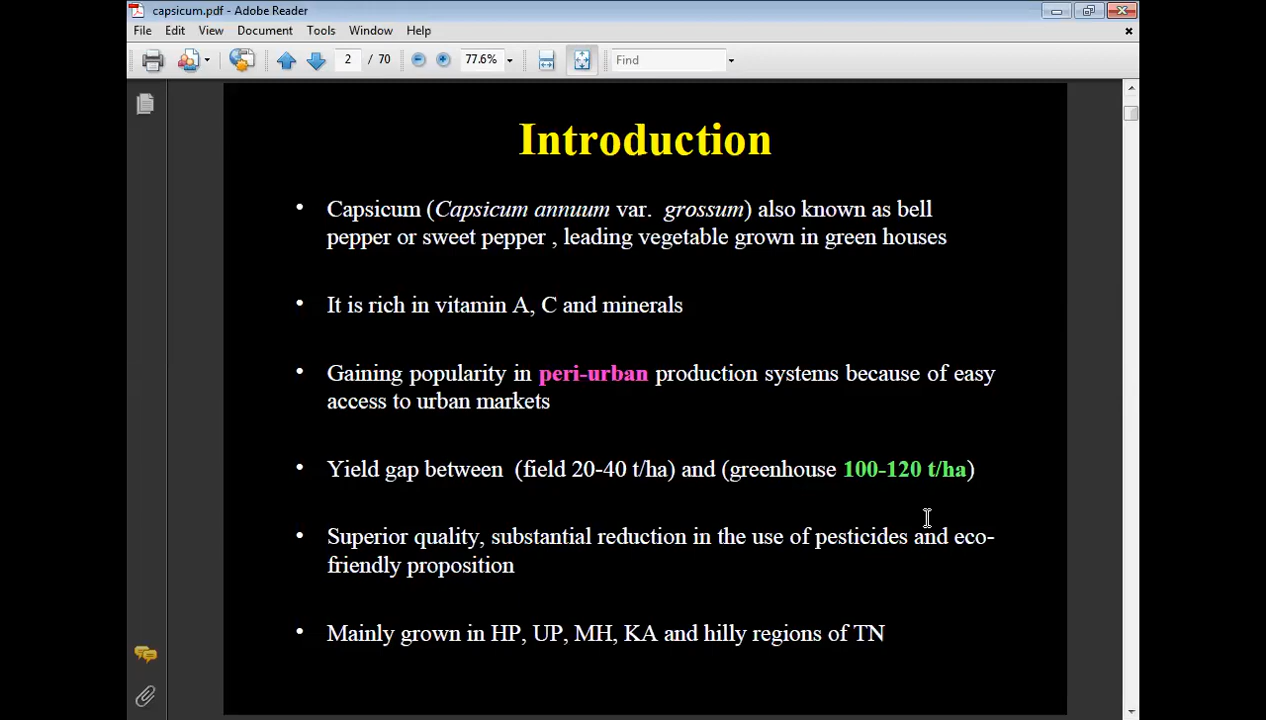 capsicum.pdf - Adobe Reader
File Edit View Document Tools Window Help
2 / 70 77.6% Find
Introduction
• Capsicum (Capsicum annuum var. grossum) also known as bell
pepper or sweet pepper , leading vegetable grown in green houses
• It is rich in vitamin A, C and minerals
• Gaining popularity in peri-urban production systems because of easy
access to urban markets
• Yield gap between (field 20-40 t/ha) and (greenhouse 100-120 t/ha)
• Superior quality, substantial reduction in the use of pesticides and eco-
friendly proposition
• Mainly grown in HP, UP, MH, KA and hilly regions of TN